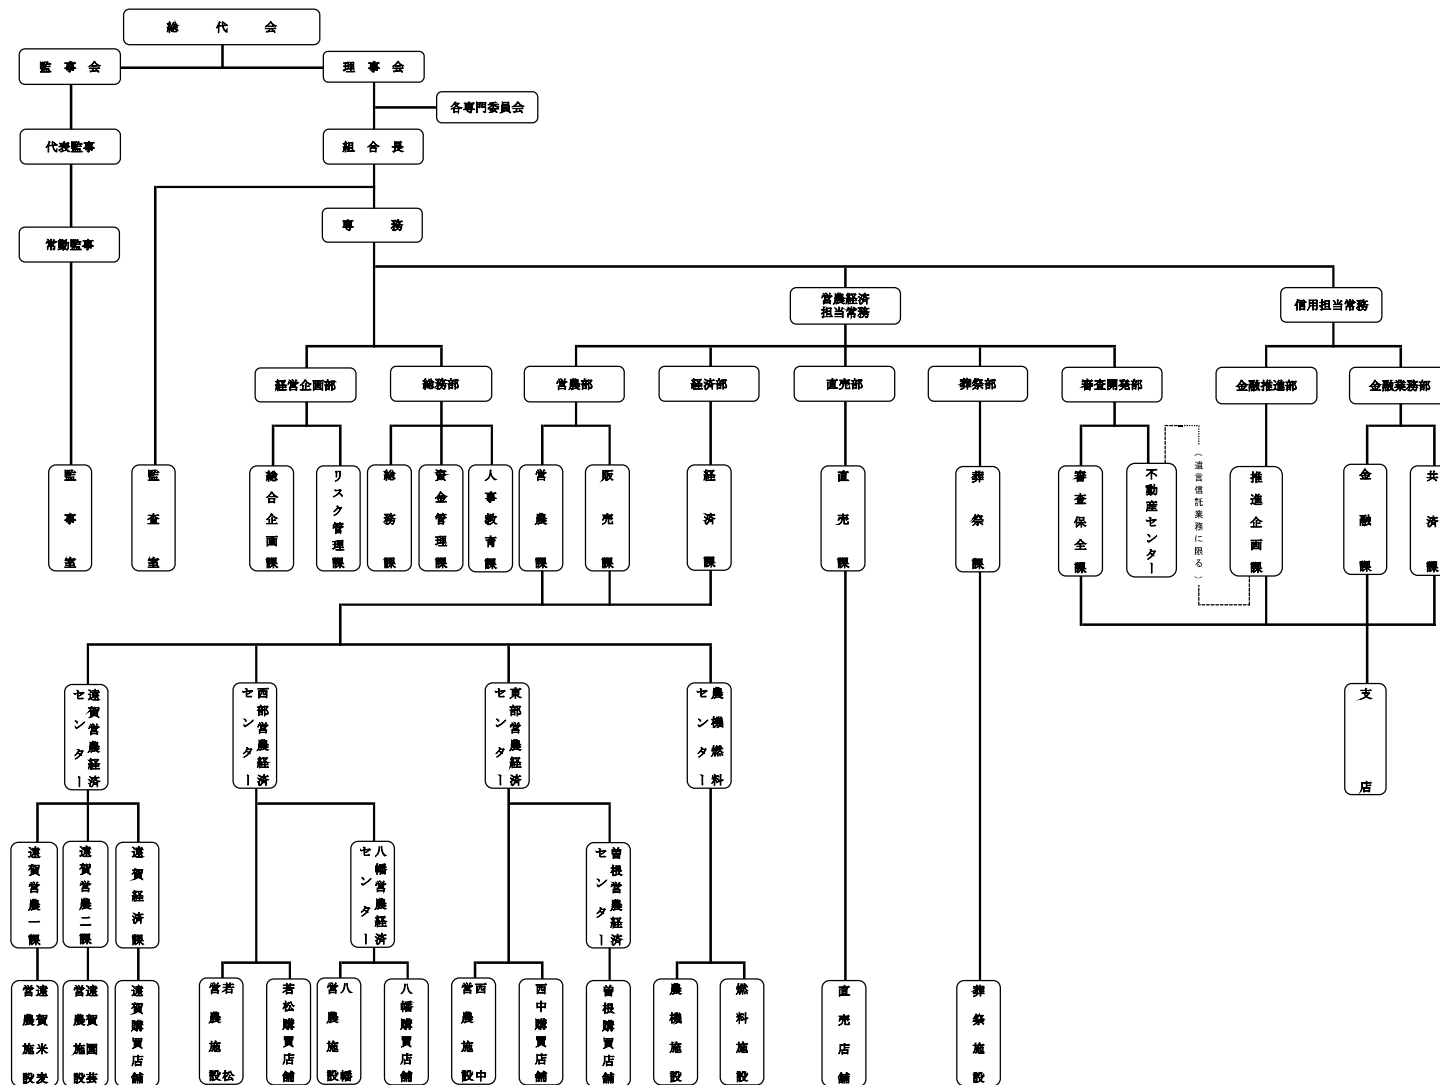 総代会
監事会
理事会
各専門委員会
代表監事
組合長
専務
常勤監事
営農経済
担当常務
信用担当常務
経営企画部
総務部
営農部
経済部
直売部
葬祭部
審査開発部
金融推進部
金融業務部
監事室
監査室
総合企画課
リスク管理課
総務課
資金管理課
人事教育課
営農課
販売課
経済課
直売課
葬祭課
審査保全課
不動産センター
（遺言信託業務に限る）
推進企画課
金融課
共済課
遠賀営農経済
センター
西部営農経済
センター
東部営農経済
センター
農機燃料
センター
支店
遠賀営農一課
遠賀営農二課
遠賀経済課
八幡営農経済
センター
曽根営農経済
センター
遠賀米麦
営農施設
遠賀園芸
営農施設
遠賀購買店舗
若松
営農施設
若松購買店舗
八幡
営農施設
八幡購買店舗
西中
営農施設
西中購買店舗
曽根購買店舗
農機施設
燃料施設
直売店舗
葬祭施設